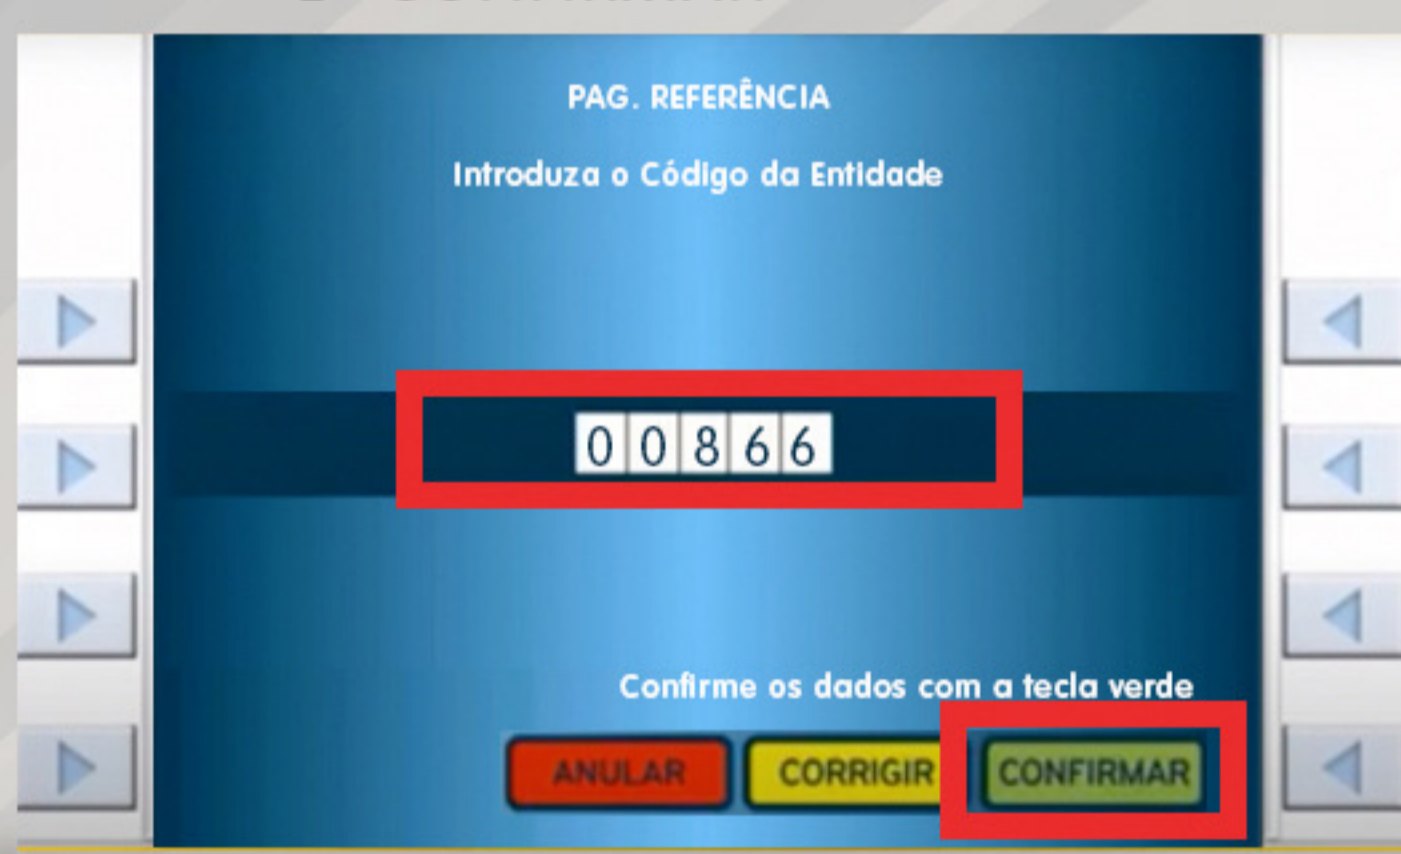 PAG. REFERÊNCIA
Introduza o Código da Entidade
00866
Confirme os dados com a tecla verde
ANULAR CORRIGIR CONFIRMAR